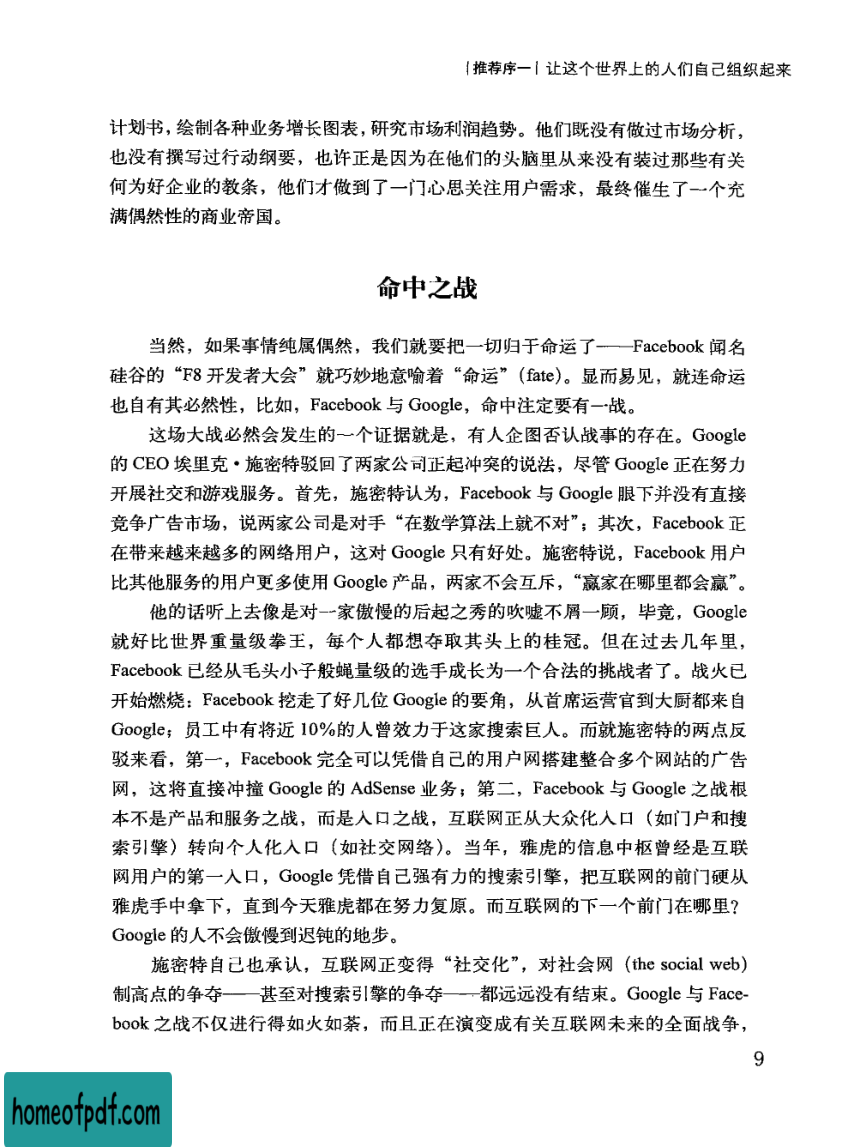 |推荐序一| 让这个世界上的人们自己组织起来
计划书，绘制各种业务增长图表，研究市场利润趋势。他们既没有做过市场分析，
也没有撰写过行动纲要，也许正是因为在他们的头脑里从来没有装过那些有关
何为好企业的教条，他们才做到了一门心思关注用户需求，最终催生了一个充
满偶然性的商业帝国。
命中之战
当然，如果事情纯属偶然，我们就要把一切归于命运了——Facebook 闻名
硅谷的“F8 开发者大会”就巧妙地意喻着“命运”（fate）。显而易见，就连命运
也自有其必然性，比如，Facebook 与 Google，命中注定要有一战。
这场大战必然会发生的一个证据就是，有人企图否认战事的存在。Google
的 CEO 埃里克·施密特驳回了两家公司正起冲突的说法，尽管 Google 正在努力
开展社交和游戏服务。首先，施密特认为，Facebook 与 Google 眼下并没有直接
竞争广告市场，说两家公司是对手“在数学算法上就不对”；其次，Facebook 正
在带来越来越多的网络用户，这对 Google 只有好处。施密特说，Facebook 用户
比其他服务的用户更多使用 Google 产品，两家不会互斥，“赢家在哪里都会赢”。
他的话听上去像是对一家傲慢的后起之秀的吹嘘不屑一顾，毕竟，Google
就好比世界重量级拳王，每个人都想夺取其头上的桂冠。但在过去几年里，
Facebook 已经从毛头小子般蝇量级的选手成长为一个合法的挑战者了。战火已
开始燃烧：Facebook 挖走了好几位 Google 的要角，从首席运营官到大厨都来自
Google；员工中有将近 10%的人曾效力于这家搜索巨人。而就施密特的两点反
驳来看，第一，Facebook 完全可以凭借自己的用户网搭建整合多个网站的广告
网，这将直接冲撞 Google 的 AdSense 业务；第二，Facebook 与 Google 之战根
本不是产品和服务之战，而是入口之战，互联网正从大众化入口（如门户和搜
索引擎）转向个人化入口（如社交网络）。当年，雅虎的信息中枢曾经是互联
网用户的第一入口，Google 凭借自己强有力的搜索引擎，把互联网的前门硬从
雅虎手中拿下，直到今天雅虎都在努力复原。而互联网的下一个前门在哪里？
Google 的人不会傲慢到迟钝的地步。
施密特自己也承认，互联网正变得“社交化”，对社会网（the social web）
制高点的争夺——甚至对搜索引擎的争夺——都远远没有结束。Google 与 Face-
book 之战不仅进行得如火如荼，而且正在演变成有关互联网未来的全面战争，
9
homeofpdf.com